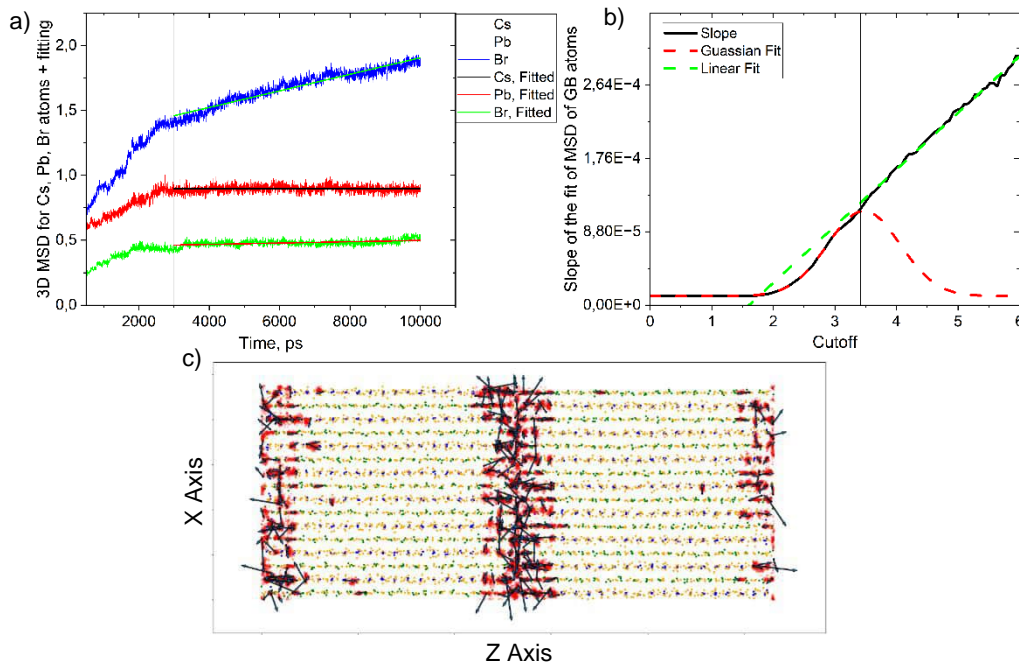 a)
3D MSD for Cs, Pb, Br atoms + fitting
2,0
1,5
1,0
0,5
0,0
2000 4000 6000 8000 10000
Time, ps
Cs
Pb
Br
Cs, Fitted
Pb, Fitted
Br, Fitted
b)
Slope of the fit of MSD of GB atoms
2,64E−4
1,76E−4
8,80E−5
0,00E+0
0 1 2 3 4 5 6
Cutoff
Slope
Guassian Fit
Linear Fit
c)
X Axis
Z Axis